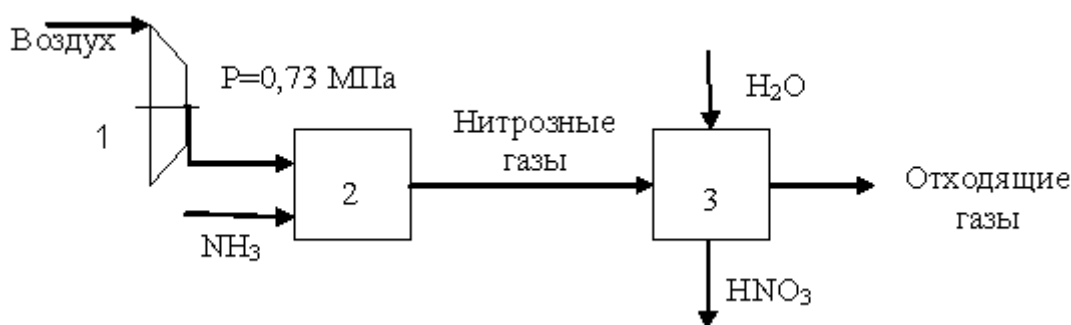 Воздух
P=0,73 МПа
1
H₂O
Нитрозные
газы
2
3
Отходящие
газы
NH₃
HNO₃